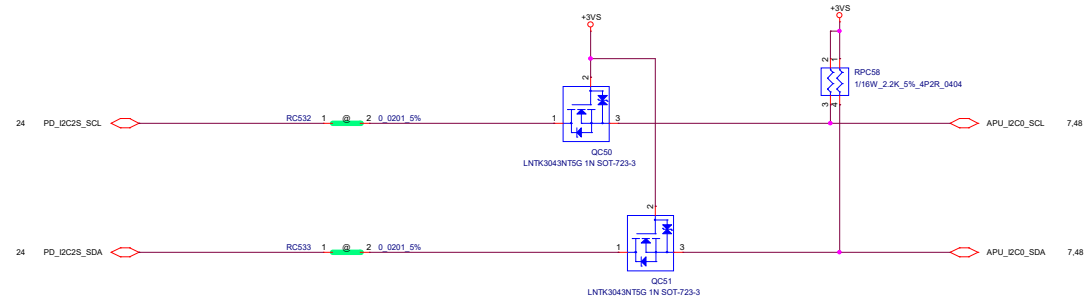 +3VS
+3VS
2
1
RPC58
1/16W_2.2K_5%_4P2R_0404
2
3
4
24 PD_I2C2S_SCL RC532 1 @ 2 0_0201_5% 1 3 APU_I2C0_SCL 7,48
QC50
LNTK3043NT5G 1N SOT-723-3
2
24 PD_I2C2S_SDA RC533 1 @ 2 0_0201_5% 1 3 APU_I2C0_SDA 7,48
QC51
LNTK3043NT5G 1N SOT-723-3